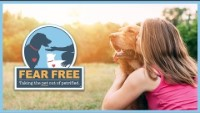 FEAR FREE
Taking the pet out of petrified.